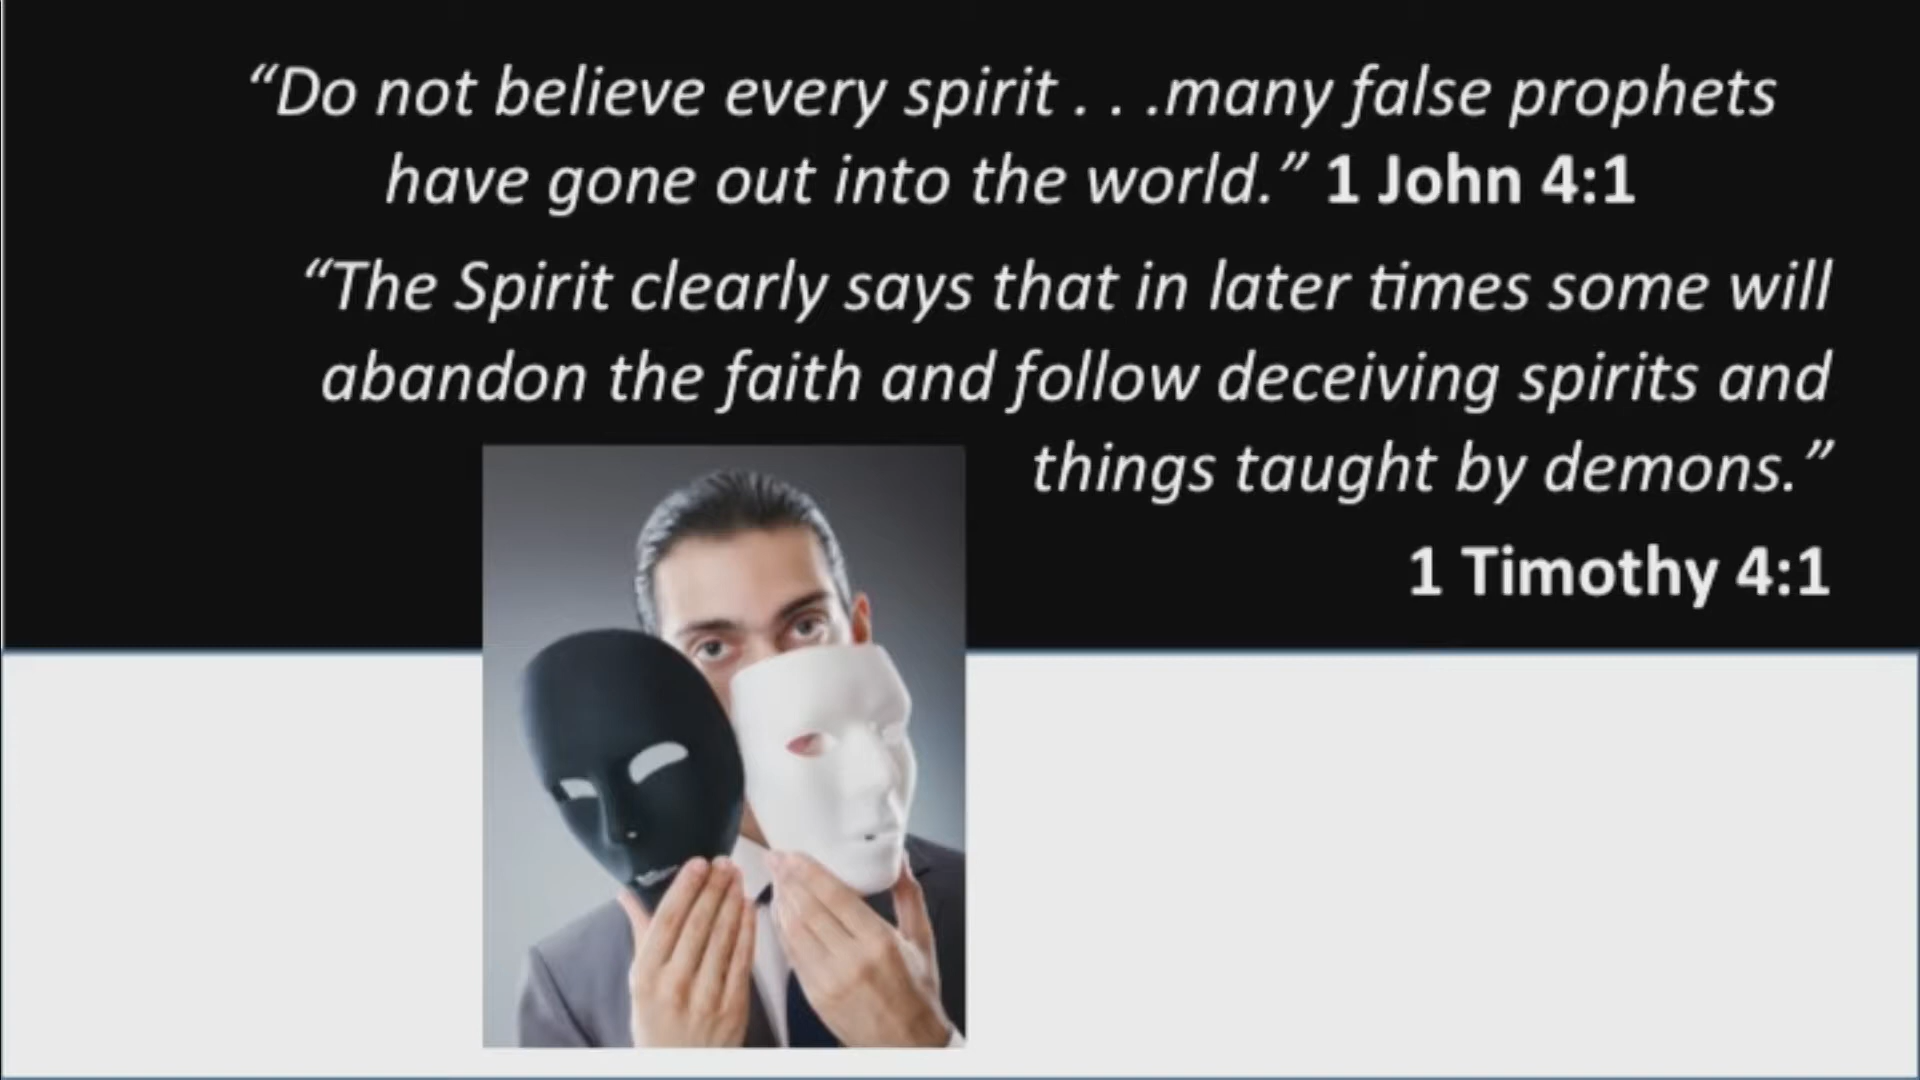 “Do not believe every spirit . . .many false prophets
have gone out into the world.” 1 John 4:1
“The Spirit clearly says that in later times some will
abandon the faith and follow deceiving spirits and
things taught by demons.”
1 Timothy 4:1